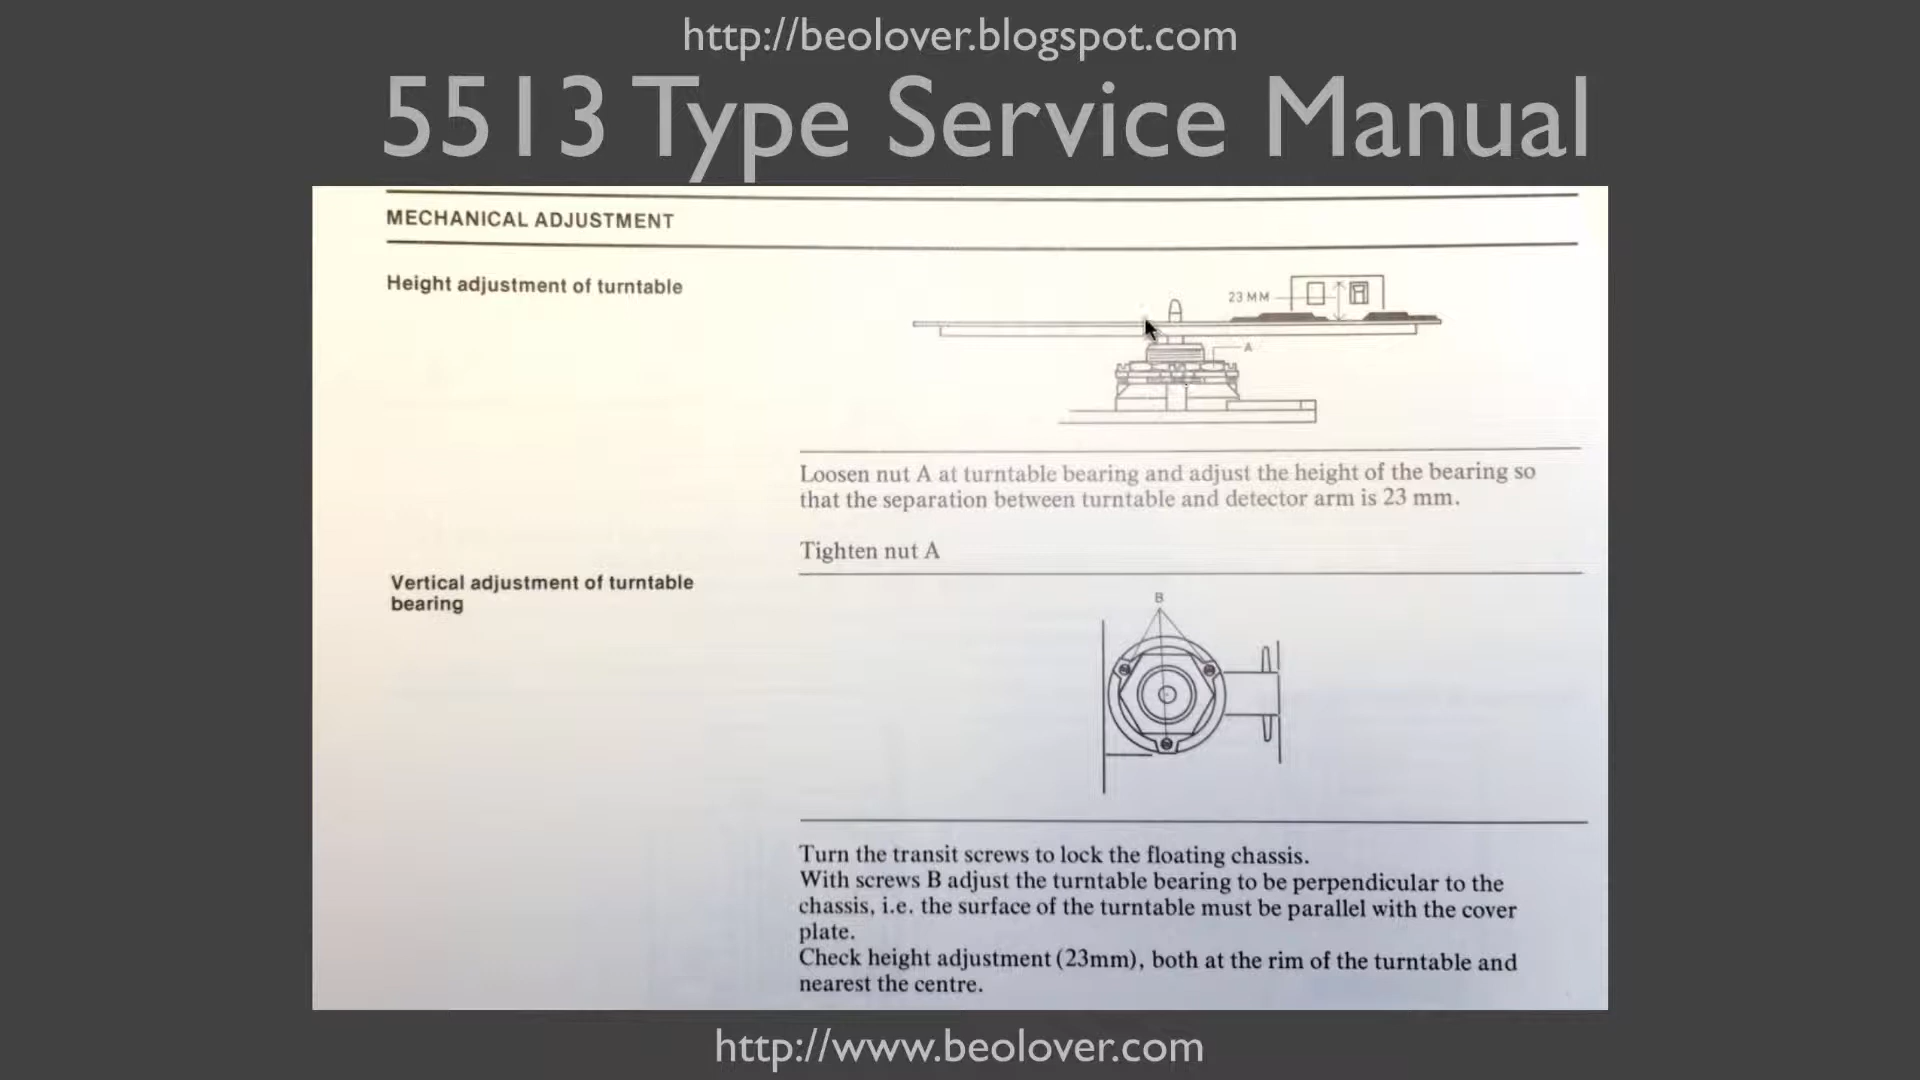 http://beolover.blogspot.com
5513 Type Service Manual
MECHANICAL ADJUSTMENT
Height adjustment of turntable
23 MM
A
Loosen nut A at turntable bearing and adjust the height of the bearing so
that the separation between turntable and detector arm is 23 mm.
Tighten nut A
Vertical adjustment of turntable
bearing
B
Turn the transit screws to lock the floating chassis.
With screws B adjust the turntable bearing to be perpendicular to the
chassis, i.e. the surface of the turntable must be parallel with the cover
plate.
Check height adjustment (23mm), both at the rim of the turntable and
nearest the centre.
http://www.beolover.com